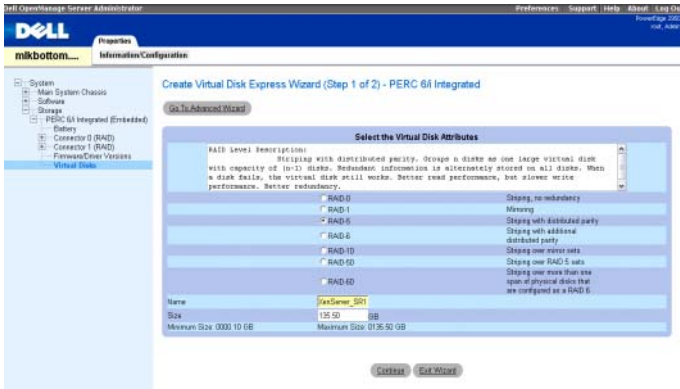 Dell OpenManage Server Administrator
Preferences Support Help About Log Out
DELL
PowerEdge
root, Admin
Properties
mlkbottom....
Information/Configuration
System
Main System Chassis
Software
Storage
PERC 6/i Integrated (Embedded)
Battery
Connector 0 (RAID)
Connector 1 (RAID)
Firmware/Driver Versions
Virtual Disks
Create Virtual Disk Express Wizard (Step 1 of 2) - PERC 6/i Integrated
Go To Advanced Wizard
Select the Virtual Disk Attributes
RAID Level Description:
Striping with distributed parity. Groups n disks as one large virtual disk
with capacity of (n-1) disks. Redundant information is alternately stored on all disks. When
a disk fails, the virtual disk still works. Better read performance, but slower write
performance. Better redundancy.
RAID-0 Striping, no redundancy
RAID-1 Mirroring
RAID-5 Striping with distributed parity
RAID-6 Striping with additional
distributed parity
RAID-10 Striping over mirror sets
RAID-50 Striping over RAID 5 sets
RAID-60 Striping over more than one
span of physical disks that
are configured as a RAID 6
Name XenServer_SR1
Size 135.50 GB
Minimum Size: 0000.10 GB Maximum Size: 0135.50 GB
Continue Exit Wizard